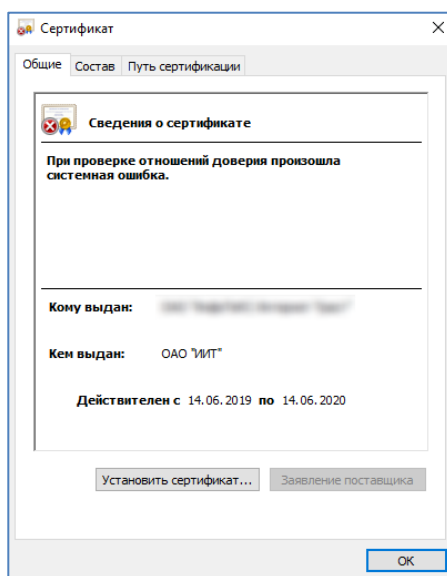 Сертификат
Общие Состав Путь сертификации
Сведения о сертификате
При проверке отношений доверия произошла
системная ошибка.
Кому выдан:
Кем выдан: ОАО "ИИТ"
Действителен с 14.06.2019 по 14.06.2020
Установить сертификат... Заявление поставщика
ОК